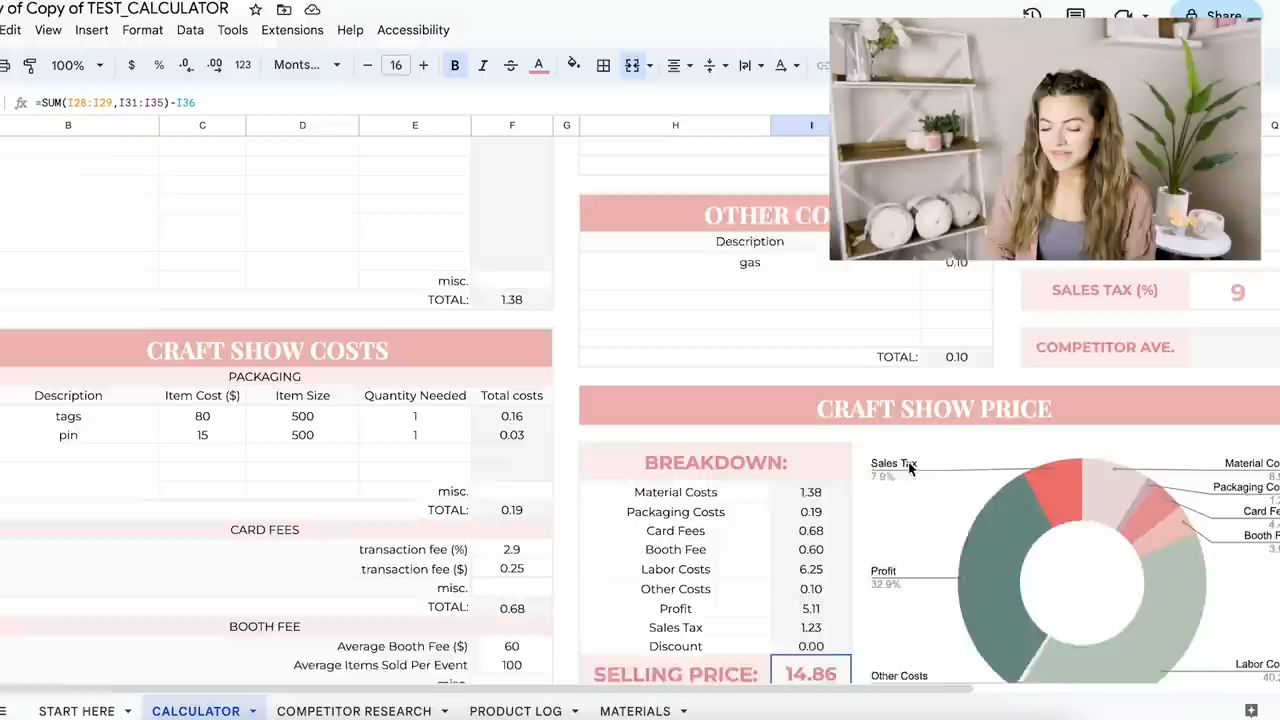 y of Copy of TEST_CALCULATOR
Edit View Insert Format Data Tools Extensions Help Accessibility
Share
100% $ % .0 .00 123 Monts... 16 B I A
fx =SUM(I28:I29,I31:I35)-I36
B C D E F G H I
misc.
TOTAL: 1.38
OTHER CO
Description
gas 0.10
TOTAL: 0.10
SALES TAX (%) 9
COMPETITOR AVE.
CRAFT SHOW COSTS
PACKAGING
Description Item Cost ($) Item Size Quantity Needed Total costs
tags 80 500 1 0.16
pin 15 500 1 0.03
misc.
TOTAL: 0.19
CARD FEES
transaction fee (%) 2.9
transaction fee ($) 0.25
misc.
TOTAL: 0.68
BOOTH FEE
Average Booth Fee ($) 60
Average Items Sold Per Event 100
CRAFT SHOW PRICE
BREAKDOWN:
Material Costs 1.38
Packaging Costs 0.19
Card Fees 0.68
Booth Fee 0.60
Labor Costs 6.25
Other Costs 0.10
Profit 5.11
Sales Tax 1.23
Discount 0.00
SELLING PRICE: 14.86
Sales Tax
7.9%
Profit
32.9%
Other Costs
Material Co
Packaging Co
Card Fe
Booth F
Labor Co
START HERE CALCULATOR COMPETITOR RESEARCH PRODUCT LOG MATERIALS